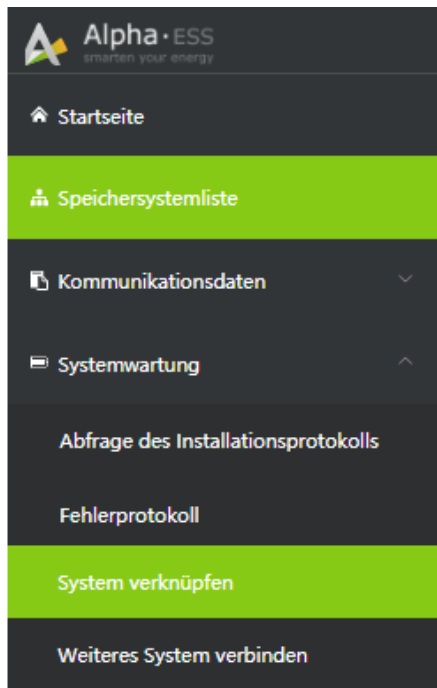 Alpha·ESS
smarten your energy
Startseite
Speichersystemliste
Kommunikationsdaten
Systemwartung
Abfrage des Installationsprotokolls
Fehlerprotokoll
System verknüpfen
Weiteres System verbinden